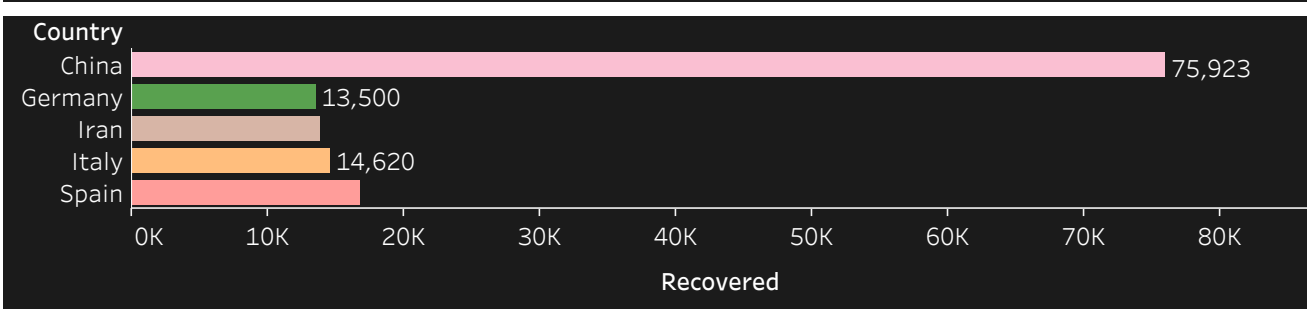 Country
China 75,923
Germany 13,500
Iran
Italy 14,620
Spain
0K 10K 20K 30K 40K 50K 60K 70K 80K
Recovered